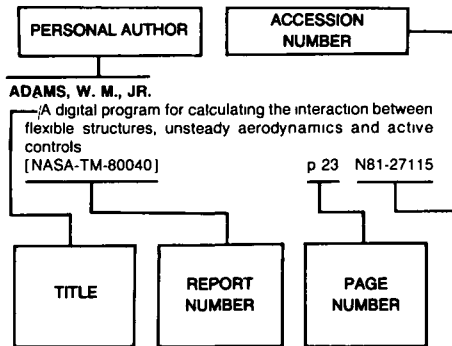 PERSONAL AUTHOR
ACCESSION
NUMBER
ADAMS, W. M., JR.
A digital program for calculating the interaction between
flexible structures, unsteady aerodynamics and active
controls
[NASA-TM-80040] p 23 N81-27115
TITLE
REPORT
NUMBER
PAGE
NUMBER